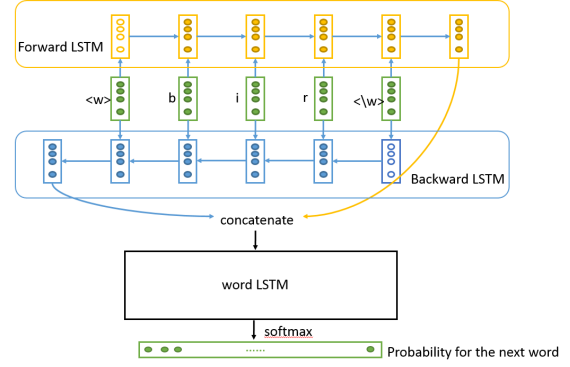 Forward LSTM
<w>
b
i
r
<\w>
Backward LSTM
concatenate
word LSTM
softmax
......
Probability for the next word